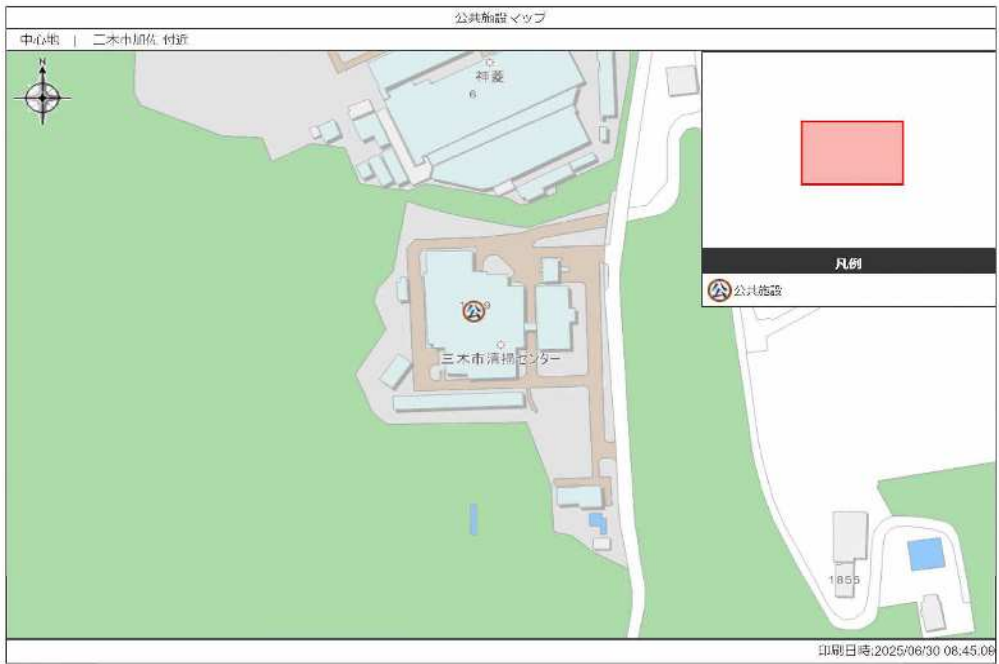 公共施設マップ
中心地 | 三木市加佐 付近
N
神菱
6
凡例
公 公共施設
公
三木市清掃センター
1855
印刷日時:2025/06/30 08:45:09